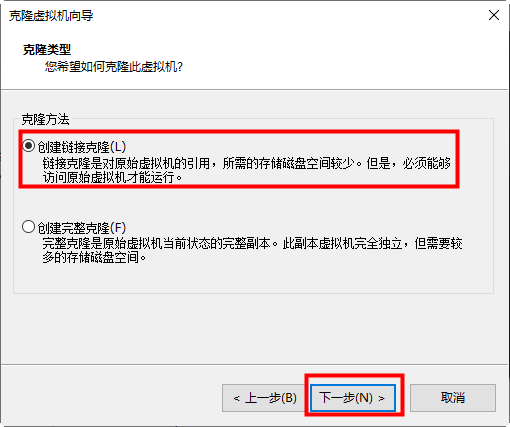 克隆虚拟机向导
克隆类型
您希望如何克隆此虚拟机?
克隆方法
创建链接克隆(L)
链接克隆是对原始虚拟机的引用，所需的存储磁盘空间较少。但是，必须能够
访问原始虚拟机才能运行。
创建完整克隆(F)
完整克隆是原始虚拟机当前状态的完整副本。此副本虚拟机完全独立，但需要较
多的存储磁盘空间。
< 上一步(B)
下一步(N) >
取消